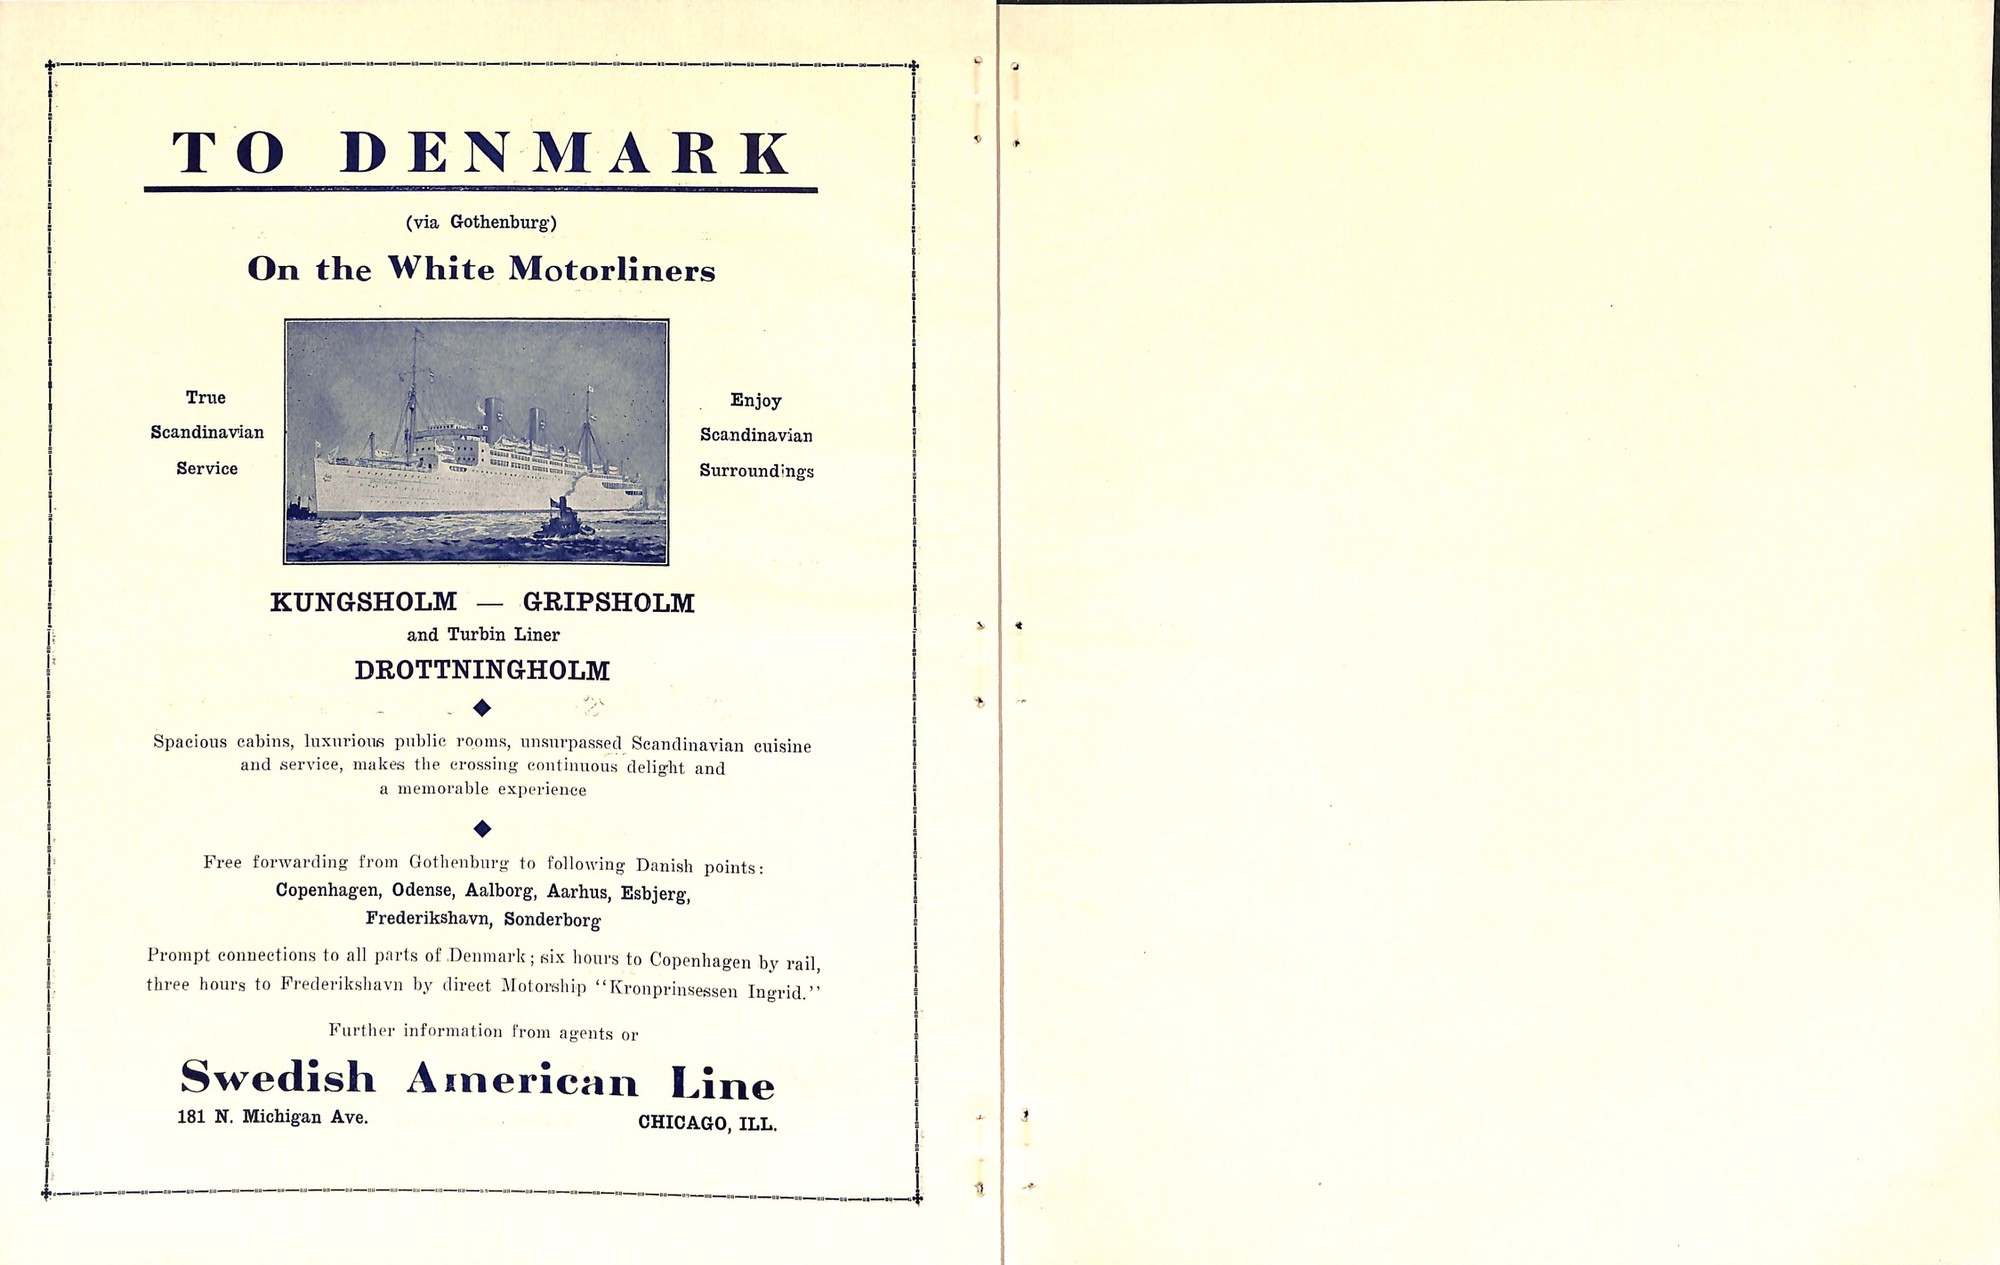 TO DENMARK
(via Gothenburg)
On the White Motorliners
True
Scandinavian
Service
Enjoy
Scandinavian
Surroundings
KUNGSHOLM — GRIPSHOLM
and Turbin Liner
DROTTNINGHOLM
Spacious cabins, luxurious public rooms, unsurpassed Scandinavian cuisine
and service, makes the crossing continuous delight and
a memorable experience
Free forwarding from Gothenburg to following Danish points:
Copenhagen, Odense, Aalborg, Aarhus, Esbjerg,
Frederikshavn, Sonderborg
Prompt connections to all parts of Denmark; six hours to Copenhagen by rail,
three hours to Frederikshavn by direct Motorship "Kronprinsessen Ingrid."
Further information from agents or
Swedish American Line
181 N. Michigan Ave. CHICAGO, ILL.